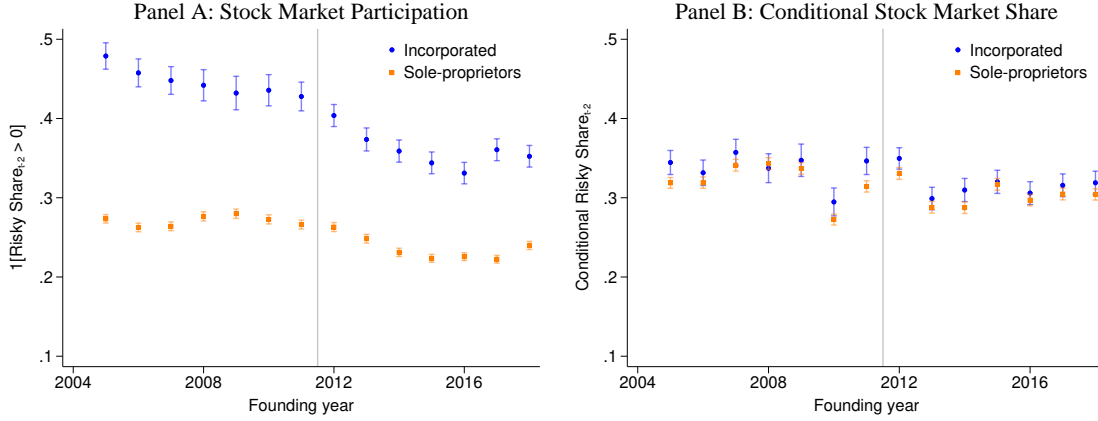 Panel A: Stock Market Participation
.5
.4
.3
.2
.1
1[Risky Share_{t-2} > 0]
Incorporated
Sole-proprietors
2004 2008 2012 2016
Founding year
Panel B: Conditional Stock Market Share
.5
.4
.3
.2
.1
Conditional Risky Share_{t-2}
Incorporated
Sole-proprietors
2004 2008 2012 2016
Founding year